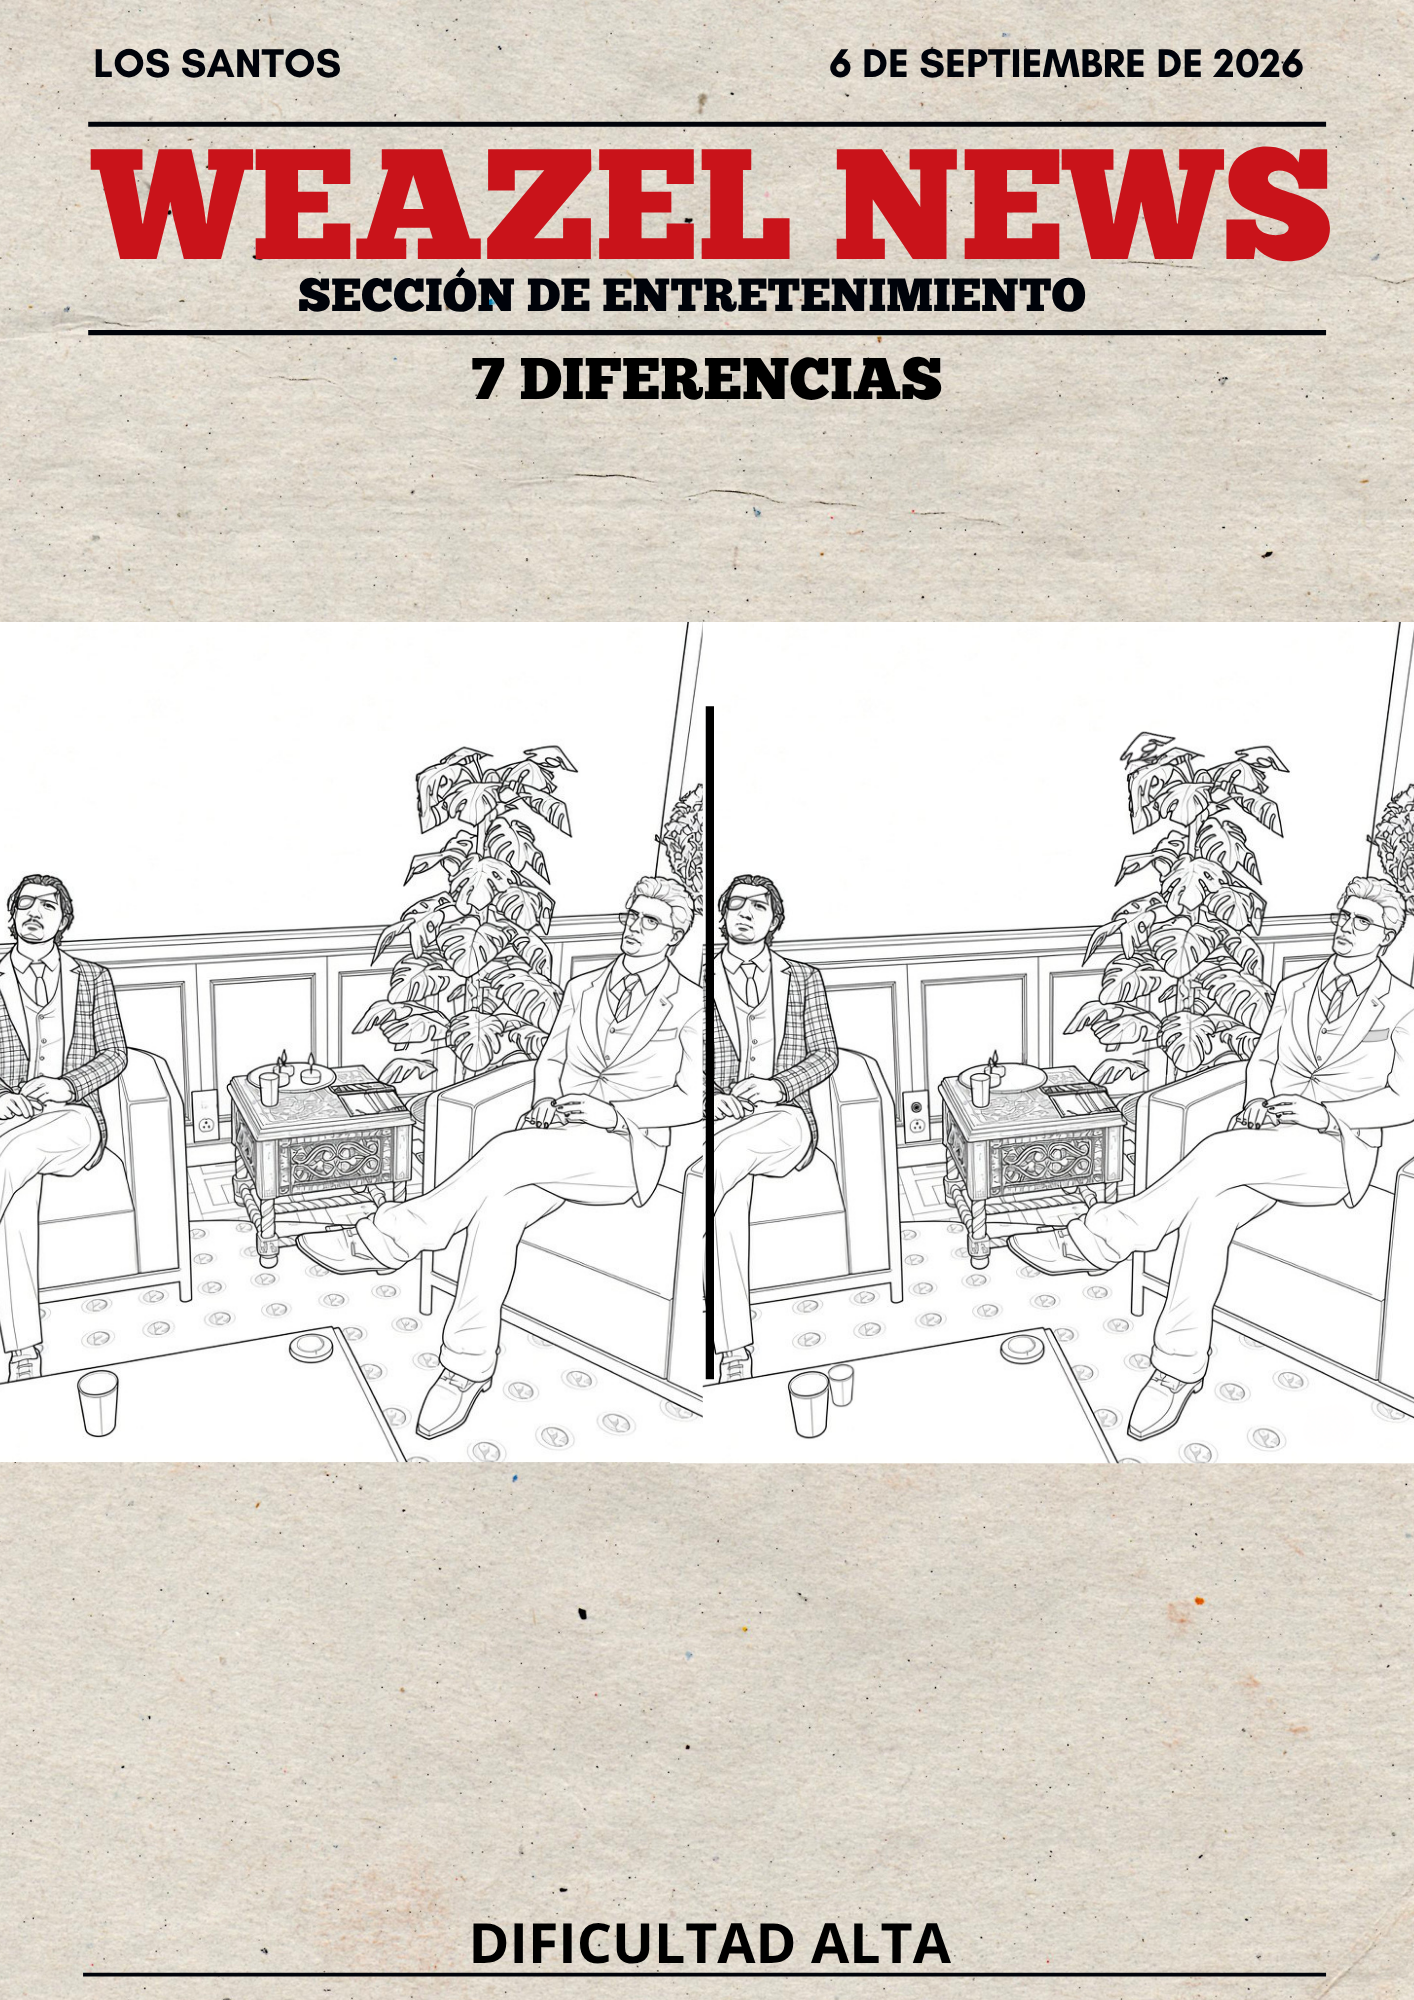 LOS SANTOS
6 DE SEPTIEMBRE DE 2026
WEAZEL NEWS
SECCIÓN DE ENTRETENIMIENTO
7 DIFERENCIAS
DIFICULTAD ALTA